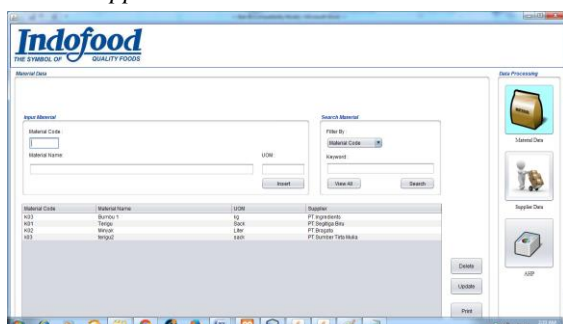 Indofood
THE SYMBOL OF QUALITY FOODS
Material Data
Data Processing
Input Material
Search Material
Material Code
Filter By :
Material Code
Material Name
UOM
Keyword
Insert
View All
Search
Material Data
Supplier Data
AHP
Material Code Material Name UOM Supplier
K03 Bumbu 1 kg PT.Ingredients
K01 Terigu Sack PT.Segitiga Biru
K02 Minyak Liter PT.Brogato
k03 terigu2 sack PT.Sumber Tirta Mulia
Delete
Update
Print